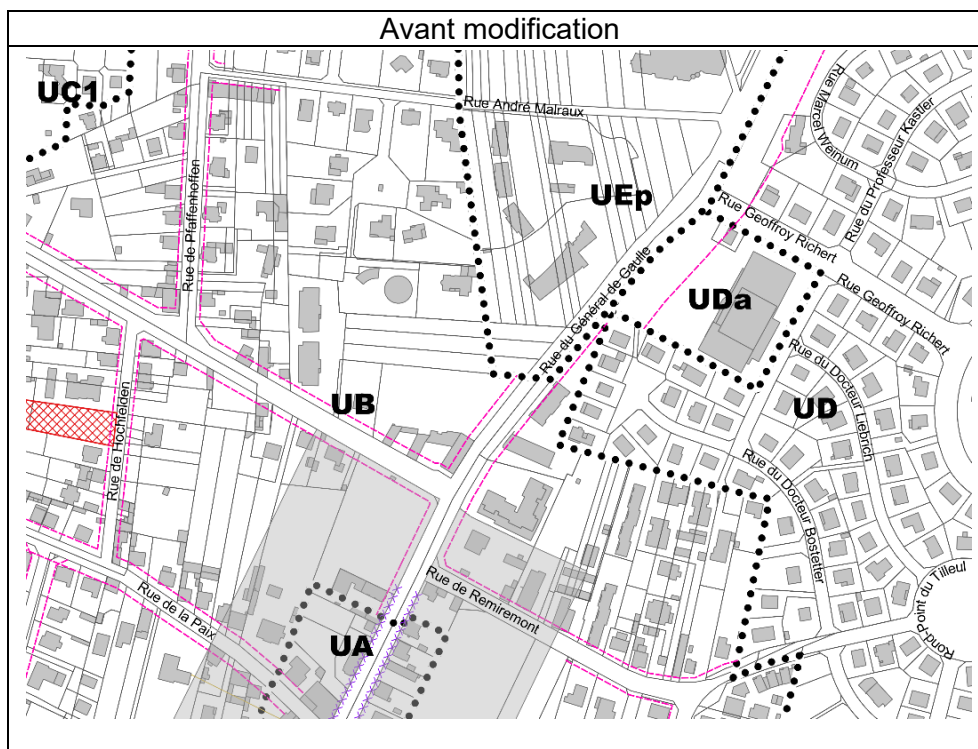 Avant modification
UC1
Rue André Malraux
Rue Marcel Weinum
Rue du Professeur Kastler
Rue de Pfaffenhoffen
UEp
Rue Geoffroy Richert
Rue du Général de Gaulle
UDa
Rue Geoffroy Richert
Rue du Docteur Liebrich
UB
UD
Rue de Hochfelden
Rue du Docteur Bostetter
Rue de la Paix
Rue de Remiremont
Rond-Point du Tilleul
UA